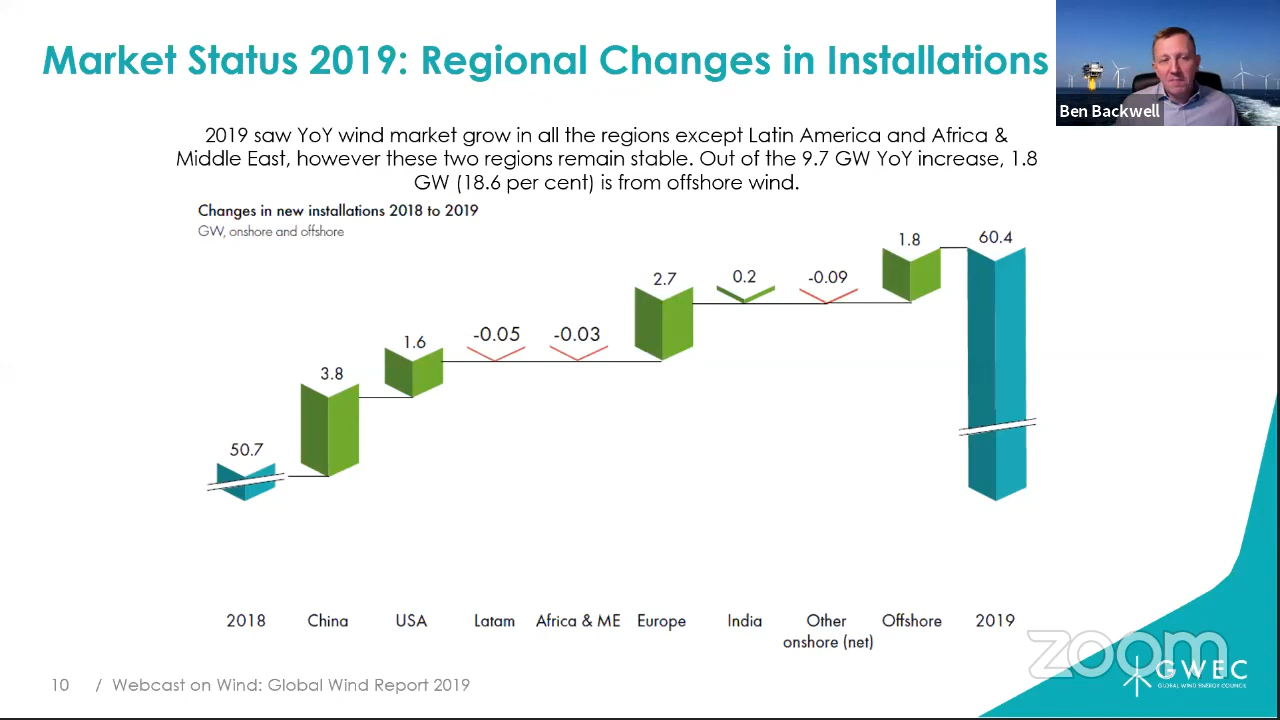 Market Status 2019: Regional Changes in Installations
Ben Backwell
2019 saw YoY wind market grow in all the regions except Latin America and Africa &
Middle East, however these two regions remain stable. Out of the 9.7 GW YoY increase, 1.8
GW (18.6 per cent) is from offshore wind.
Changes in new installations 2018 to 2019
GW, onshore and offshore
50.7
3.8
1.6
-0.05
-0.03
2.7
0.2
-0.09
1.8
60.4
2018
China
USA
Latam
Africa & ME
Europe
India
Other
onshore (net)
Offshore
2019
10 / Webcast on Wind: Global Wind Report 2019
zoom
GWEC
GLOBAL WIND ENERGY COUNCIL